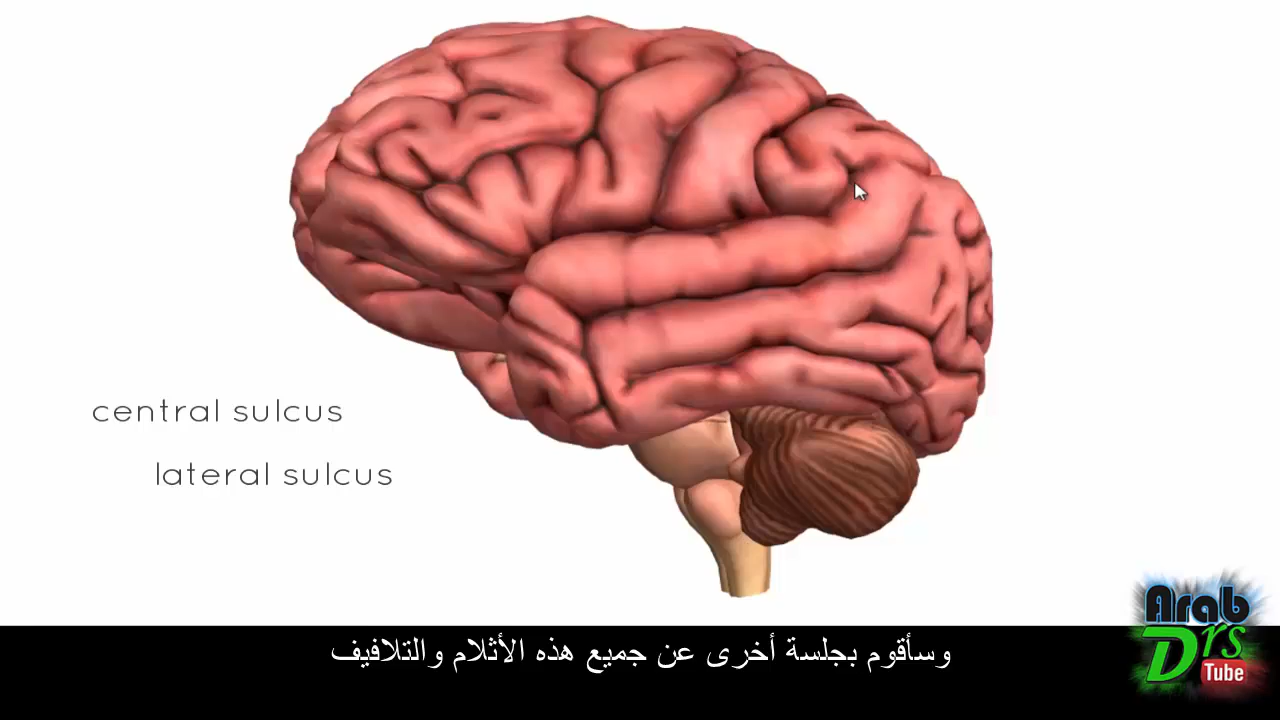 central sulcus
lateral sulcus
وسأقوم بجلسة أخرى عن جميع هذه الأثلام والتلافيف
Arab
Drs
Tube